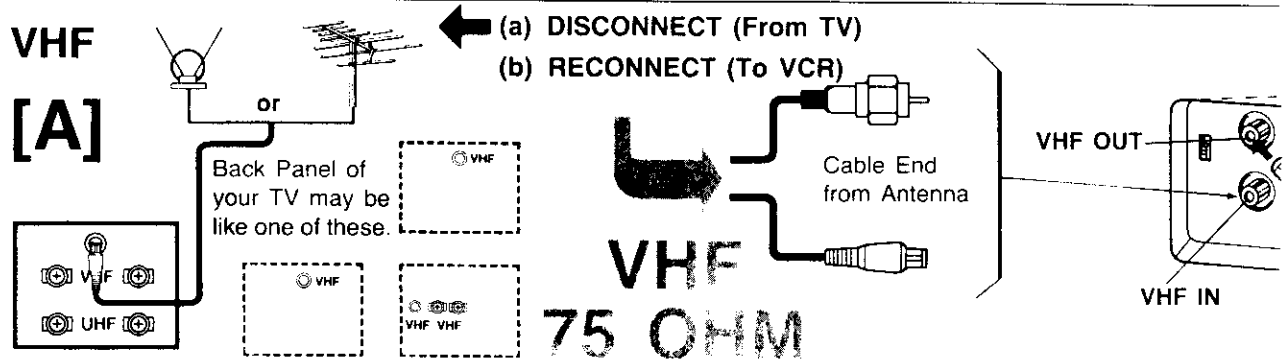 VHF
[A]
(a) DISCONNECT (From TV)
(b) RECONNECT (To VCR)
or
Back Panel of
your TV may be
like one of these.
VHF
VHF
UHF
VHF
VHF VHF
Cable End
from Antenna
VHF
75 OHM
VHF OUT
VHF IN